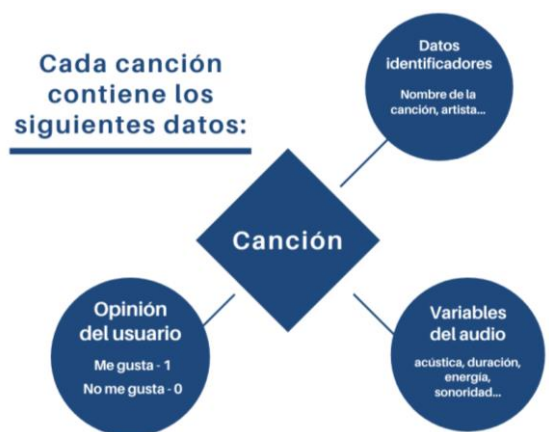 Cada canción
contiene los
siguientes datos:
Datos
identificadores
Nombre de la
canción, artista...
Canción
Opinión
del usuario
Me gusta - 1
No me gusta - 0
Variables
del audio
acústica, duración,
energía,
sonoridad...